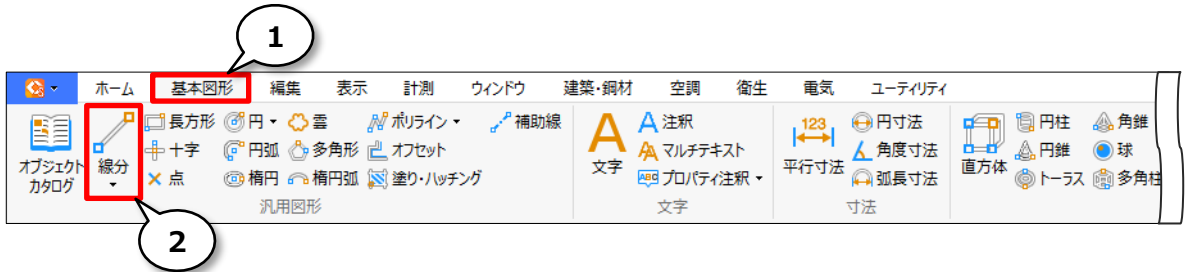 1
ホーム 基本図形 編集 表示 計測 ウィンドウ 建築・鋼材 空調 衛生 電気 ユーティリティ
オブジェクト
カタログ
線分
長方形 円 雲 ポリライン 補助線
十字 円弧 多角形 オフセット
点 楕円 楕円弧 塗り・ハッチング
汎用図形
A
文字
A 注釈
A マルチテキスト
ABC プロパティ注釈
文字
123
平行寸法
円寸法
角度寸法
弧長寸法
寸法
直方体
円柱 角錐
円錐 球
トーラス 多角柱
2